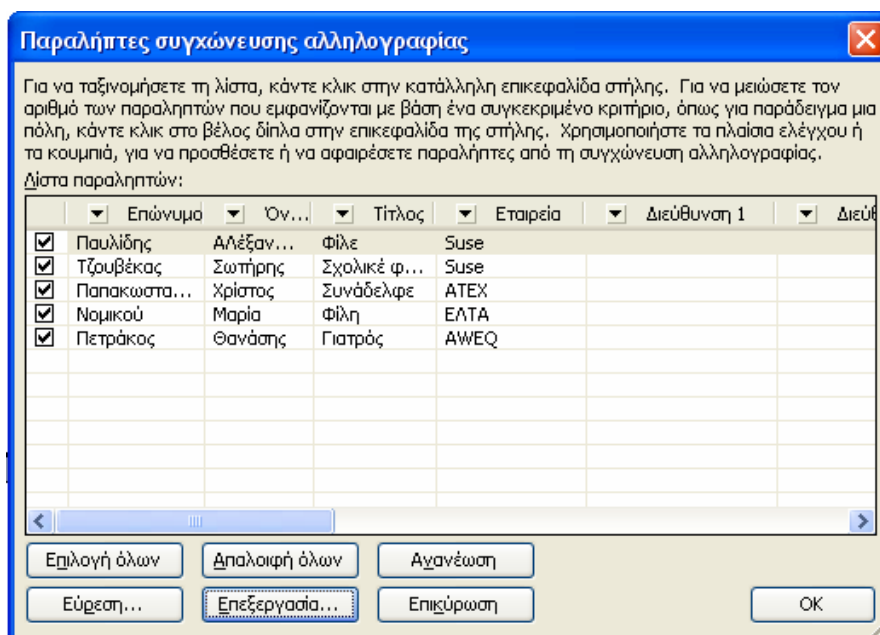 Παραλήπτες συγχώνευσης αλληλογραφίας
Για να ταξινομήσετε τη λίστα, κάντε κλικ στην κατάλληλη επικεφαλίδα στήλης. Για να μειώσετε τον
αριθμό των παραληπτών που εμφανίζονται με βάση ένα συγκεκριμένο κριτήριο, όπως για παράδειγμα μια
πόλη, κάντε κλικ στο βέλος δίπλα στην επικεφαλίδα της στήλης. Χρησιμοποιήστε τα πλαίσια ελέγχου ή
τα κουμπιά, για να προσθέσετε ή να αφαιρέσετε παραλήπτες από τη συγχώνευση αλληλογραφίας.
Λίστα παραληπτών:
Επώνυμο Όν... Τίτλος Εταιρεία Διεύθυνση 1 Διεύθ
Παυλίδης ΑΛέξαν... Φίλε Suse
Τζουβέκας Σωτήρης Σχολικέ φ... Suse
Παπακωστα... Χρίστος Συνάδελφε ΑΤΕΧ
Νομικού Μαρία Φίλη ΕΛΤΑ
Πετράκος Θανάσης Γιατρός AWEQ
Επιλογή όλων Απαλοιφή όλων Ανανέωση
Εύρεση... Επεξεργασία... Επικύρωση OK